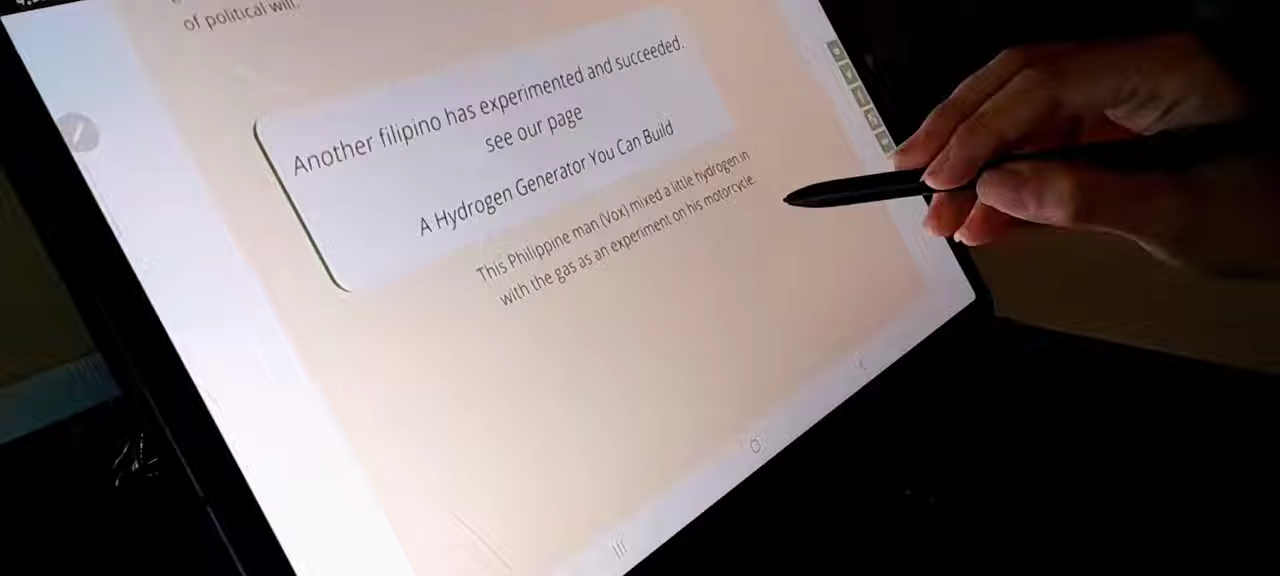 of political will.
Another filipino has experimented and succeeded.
see our page
A Hydrogen Generator You Can Build
This Philippine man (Vox) mixed a little hydrogen in
with the gas as an experiment on his motorcycle.